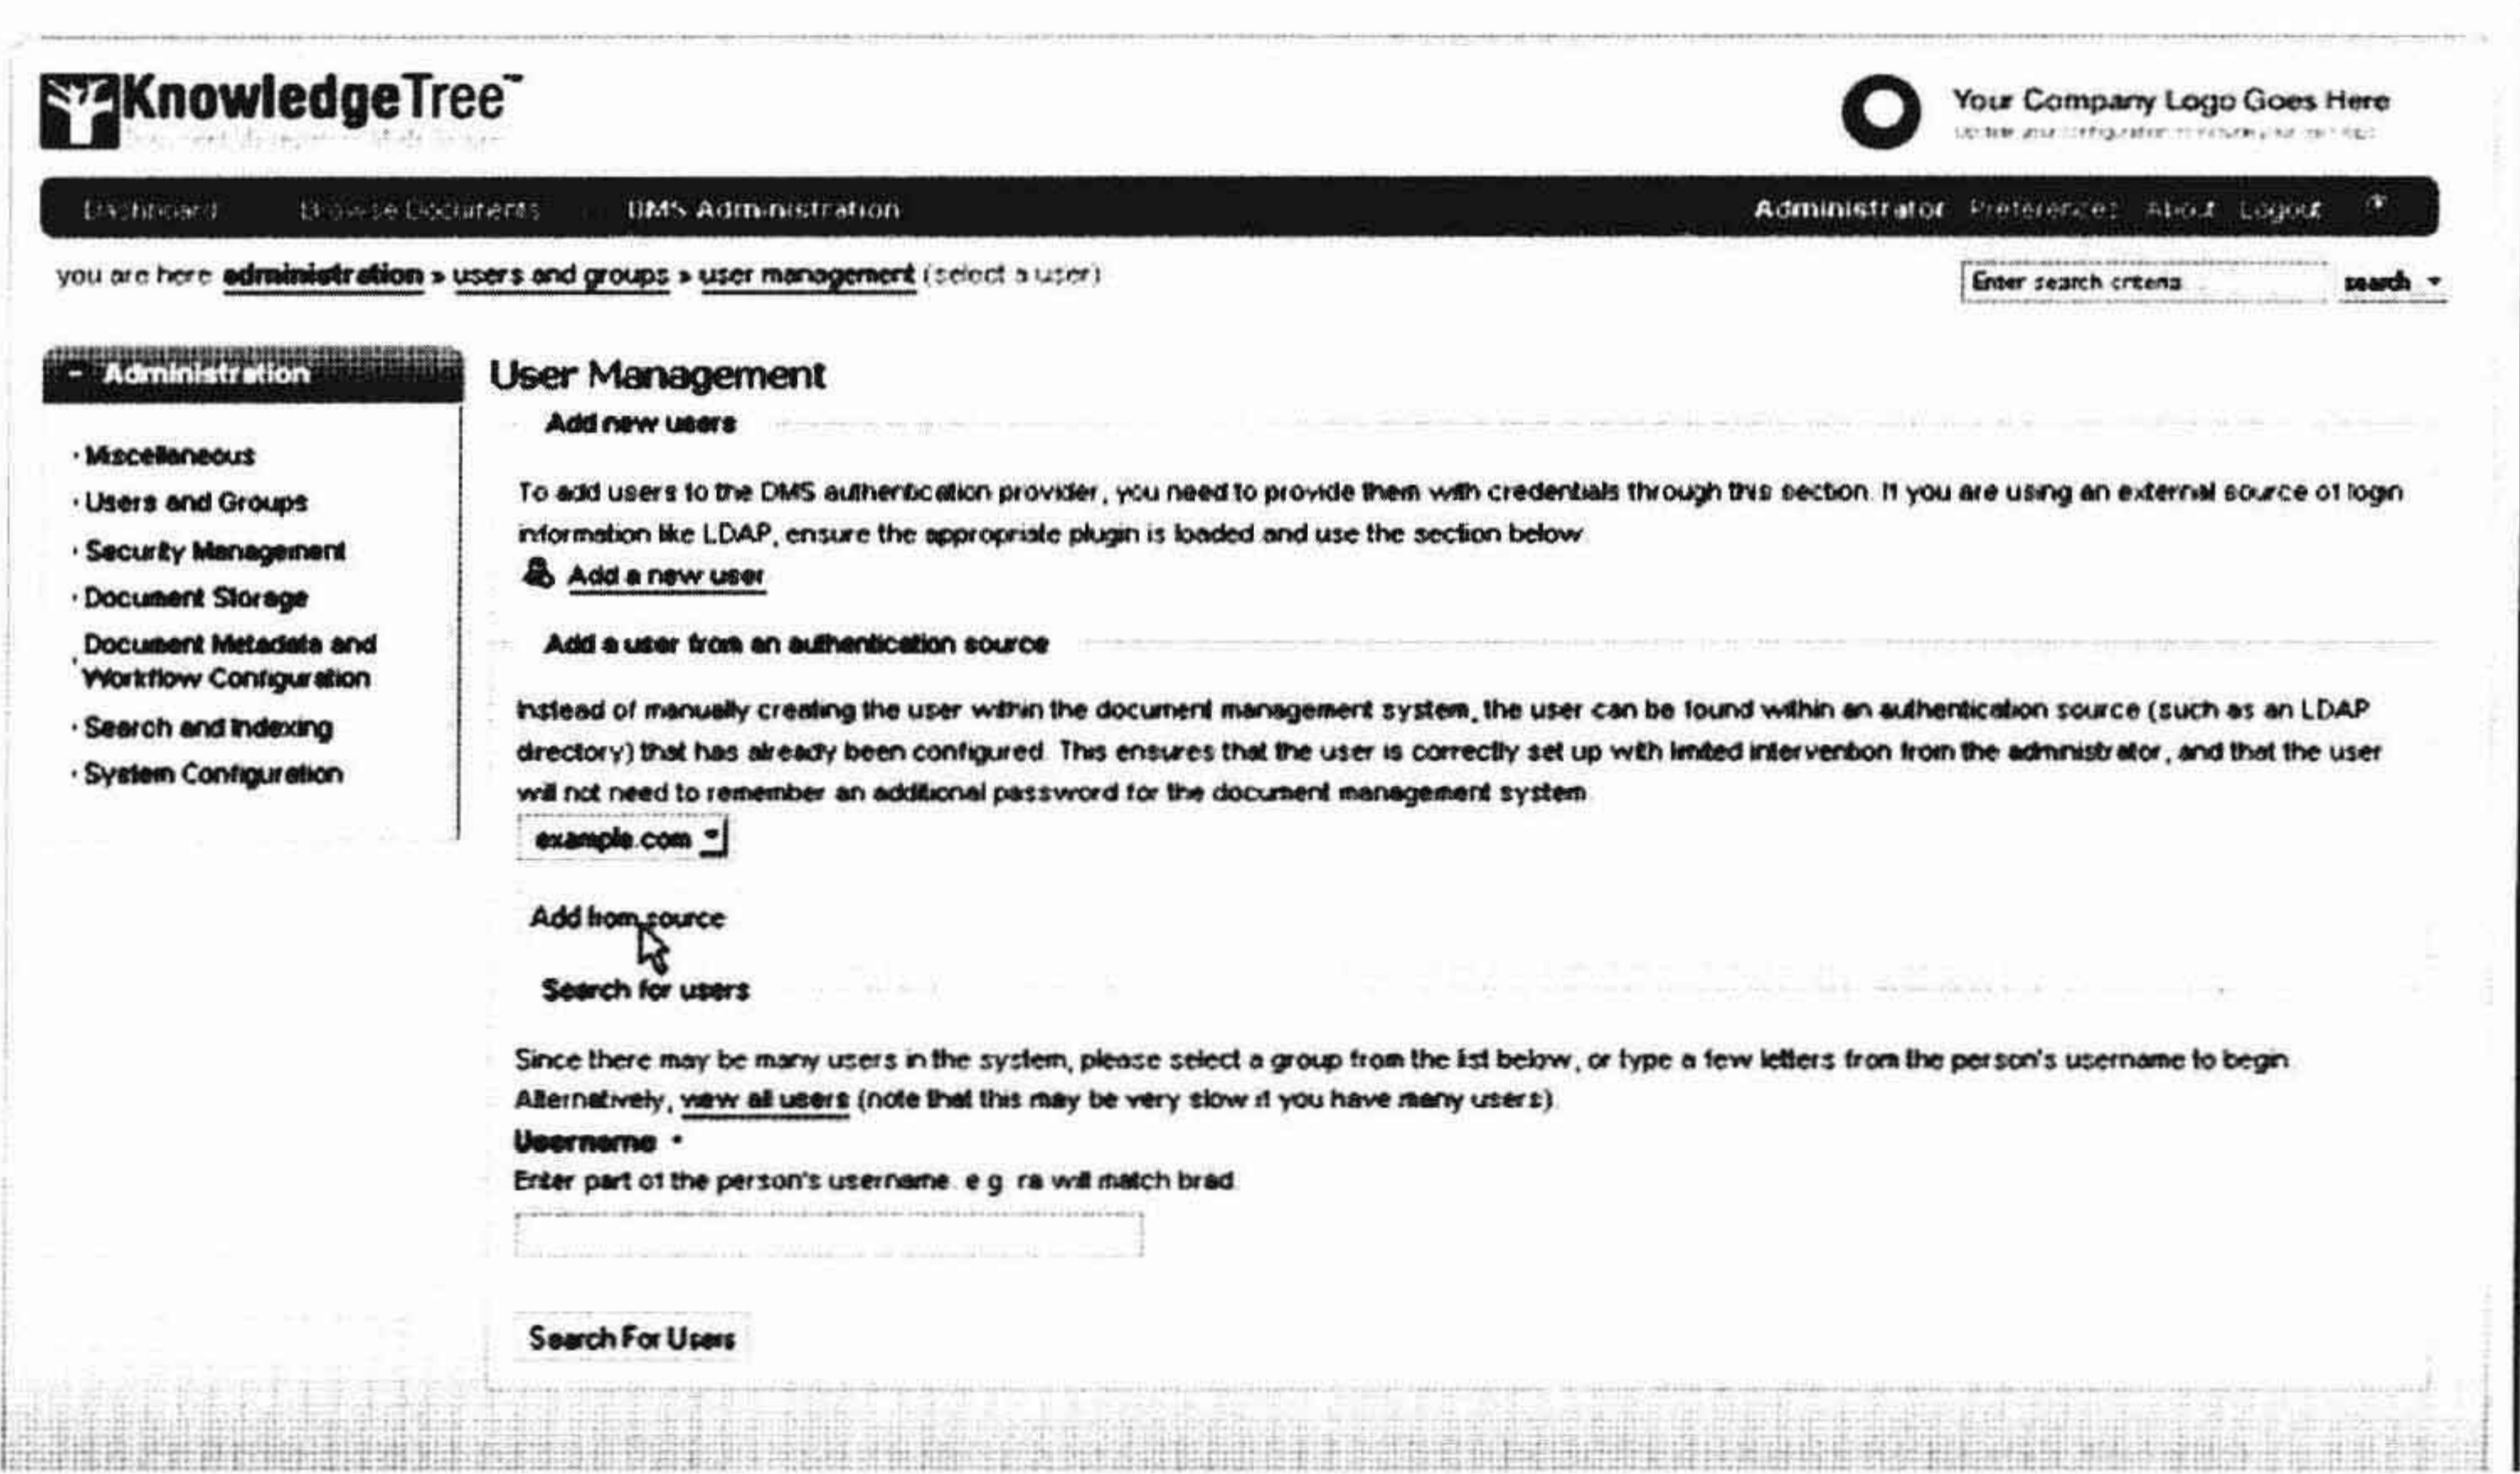 KnowledgeTree™
Your Company Logo Goes Here
Dashboard Browse Documents DMS Administration Administrator Preferences About Logout
you are here administration » users and groups » user management (select a user)
Enter search criteria... search
- Administration
· Miscellaneous
· Users and Groups
· Security Management
· Document Storage
· Document Metadata and
Workflow Configuration
· Search and Indexing
· System Configuration
User Management
Add new users
To add users to the DMS authentication provider, you need to provide them with credentials through this section. If you are using an external source of login
information like LDAP, ensure the appropriate plugin is loaded and use the section below.
Add a new user
Add a user from an authentication source
Instead of manually creating the user within the document management system, the user can be found within an authentication source (such as an LDAP
directory) that has already been configured. This ensures that the user is correctly set up with limited intervention from the administrator, and that the user
will not need to remember an additional password for the document management system.
example.com
Add from source
Search for users
Since there may be many users in the system, please select a group from the list below, or type a few letters from the person's username to begin.
Alternatively, view all users (note that this may be very slow if you have many users).
Username *
Enter part of the person's username. e.g. ra will match brad.
Search For Users